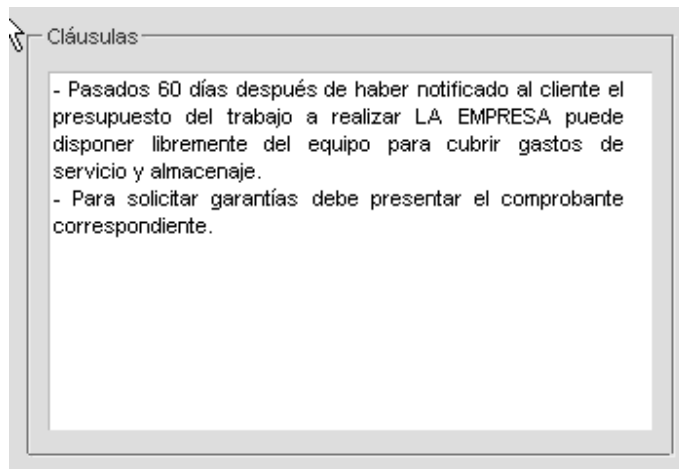 Cláusulas
- Pasados 60 días después de haber notificado al cliente el
presupuesto del trabajo a realizar LA EMPRESA puede
disponer libremente del equipo para cubrir gastos de
servicio y almacenaje.
- Para solicitar garantías debe presentar el comprobante
correspondiente.